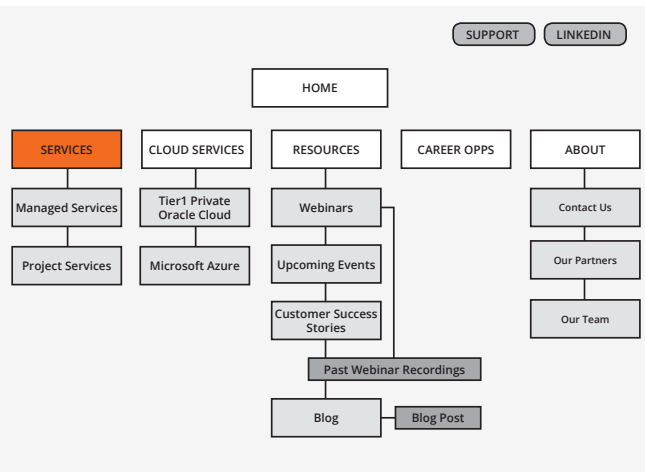 SUPPORT
LINKEDIN
HOME
SERVICES
CLOUD SERVICES
RESOURCES
CAREER OPPS
ABOUT
Managed Services
Tier1 Private
Oracle Cloud
Webinars
Contact Us
Project Services
Microsoft Azure
Upcoming Events
Our Partners
Customer Success
Stories
Our Team
Past Webinar Recordings
Blog
Blog Post